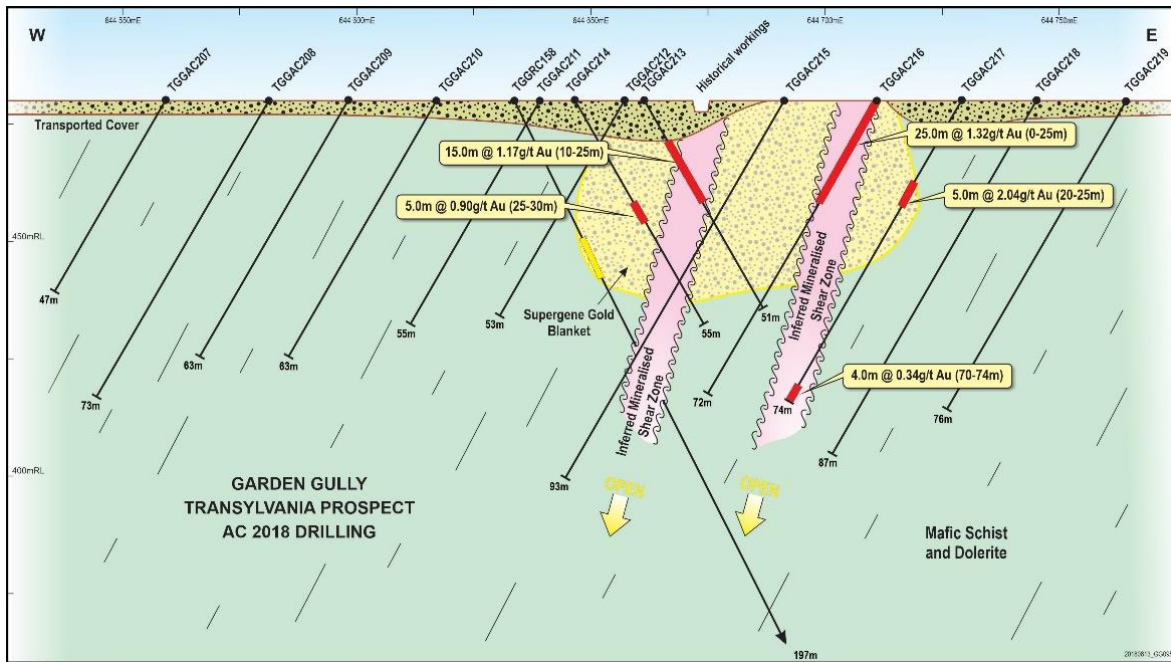 644 550mE
644 600mE
644 650mE
644 700mE
644 750mE
W
E
TGGAC207
TGGAC208
TGGAC209
TGGAC210
TGGRC158
TGGAC211
TGGAC214
TGGAC212
TGGAC213
Historical workings
TGGAC215
TGGAC216
TGGAC217
TGGAC218
TGGAC219
Transported Cover
15.0m @ 1.17g/t Au (10-25m)
25.0m @ 1.32g/t Au (0-25m)
5.0m @ 0.90g/t Au (25-30m)
5.0m @ 2.04g/t Au (20-25m)
450mRL
47m
Supergene Gold
Blanket
53m
55m
55m
51m
63m
63m
Inferred Mineralised
Shear Zone
Inferred Mineralised
Shear Zone
4.0m @ 0.34g/t Au (70-74m)
73m
72m
74m
76m
87m
400mRL
93m
OPEN
OPEN
GARDEN GULLY
TRANSYLVANIA PROSPECT
AC 2018 DRILLING
Mafic Schist
and Dolerite
197m